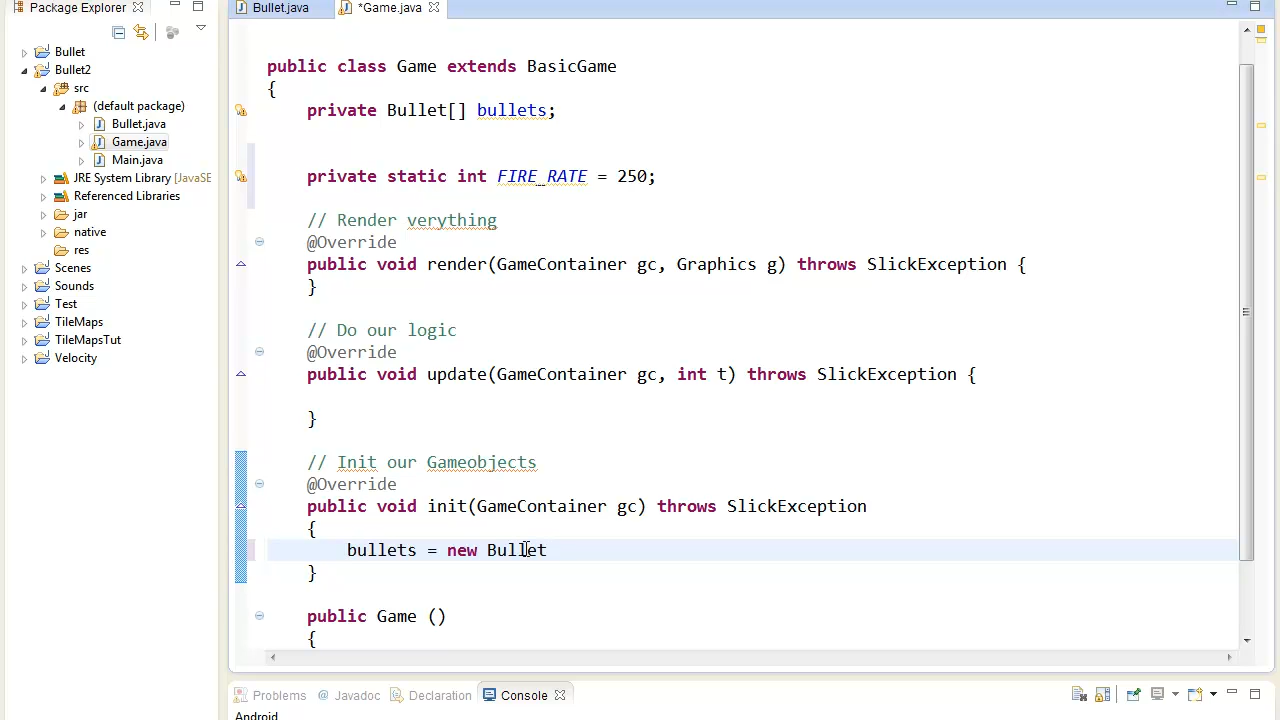 Package Explorer
Bullet
Bullet2
src
(default package)
Bullet.java
Game.java
Main.java
JRE System Library [JavaSE
Referenced Libraries
jar
native
res
Scenes
Sounds
Test
TileMaps
TileMapsTut
Velocity
Bullet.java *Game.java
public class Game extends BasicGame
{
private Bullet[] bullets;
private static int FIRE_RATE = 250;
// Render verything
@Override
public void render(GameContainer gc, Graphics g) throws SlickException {
}
// Do our logic
@Override
public void update(GameContainer gc, int t) throws SlickException {
}
// Init our Gameobjects
@Override
public void init(GameContainer gc) throws SlickException
{
bullets = new Bullet
}
public Game ()
{
Problems @ Javadoc Declaration Console
Android